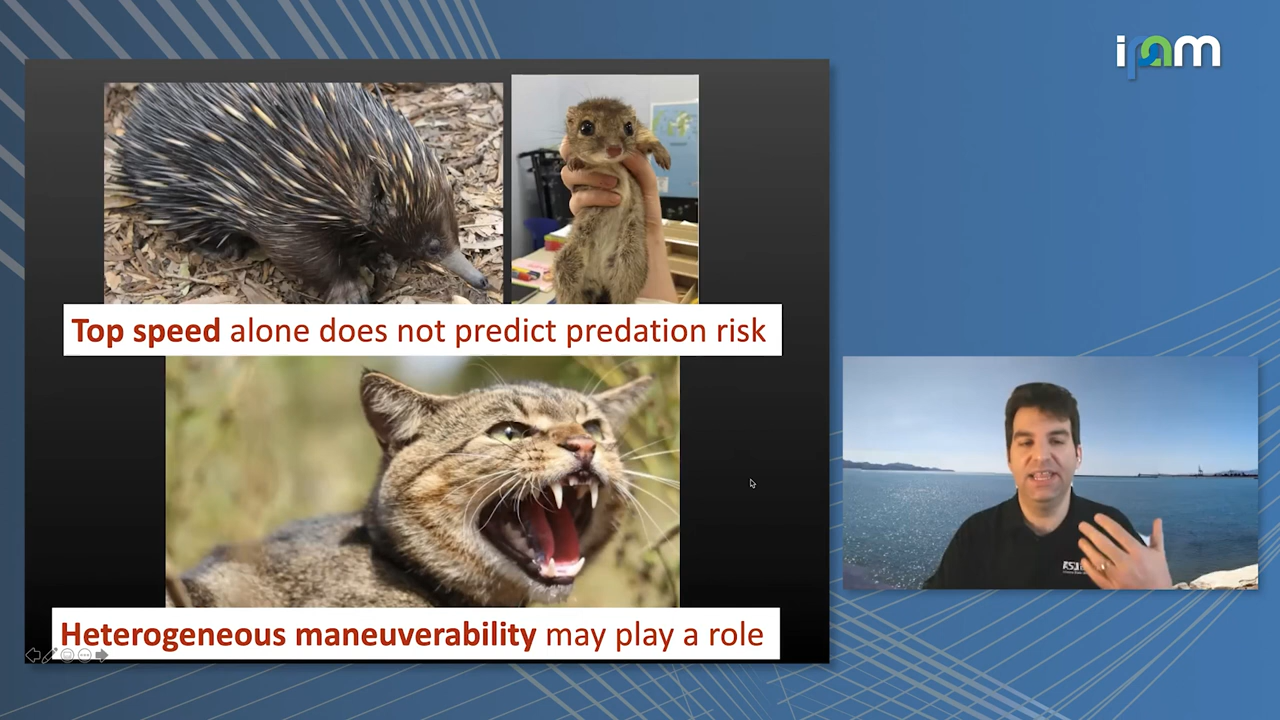 ipam
Top speed alone does not predict predation risk
Heterogeneous maneuverability may play a role